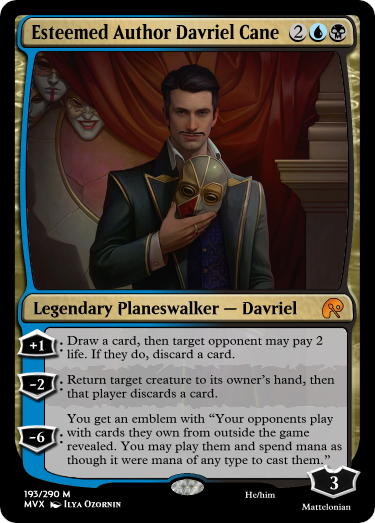 Esteemed Author Davriel Cane 2
Legendary Planeswalker — Davriel
+1: Draw a card, then target opponent may pay 2
life. If they do, discard a card.
-2: Return target creature to its owner's hand, then
that player discards a card.
You get an emblem with “Your opponents play
-6: with cards they own from outside the game
revealed. You may play them and spend mana as
though it were mana of any type to cast them.”
3
193/290 M
MVX Ilya Ozornin
He/him
Mattelonian